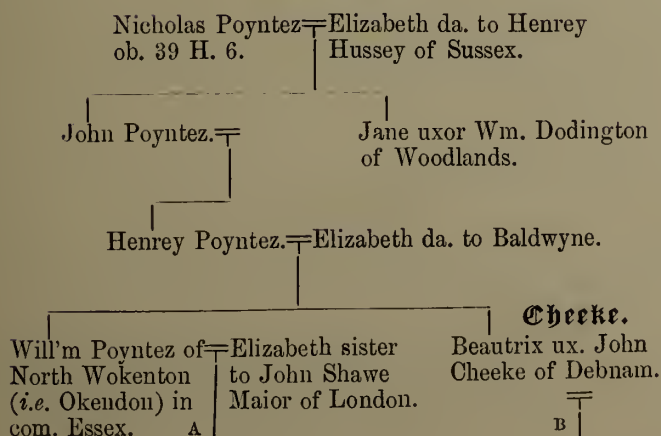 Nicholas Poyntez=Elizabeth da. to Henrey
ob. 39 H. 6.
Hussey of Sussex.
John Poyntez.=
Jane uxor Wm. Dodington
of Woodlands.
Henrey Poyntez.=Elizabeth da. to Baldwyne.
Will'm Poyntez of=
North Wokenton
(i.e. Okendon) in
com. Essex.
A
Elizabeth sister
to John Shawe
Maior of London.
Cheeke.
Beautrix ux. John
Cheeke of Debnam.
=
B